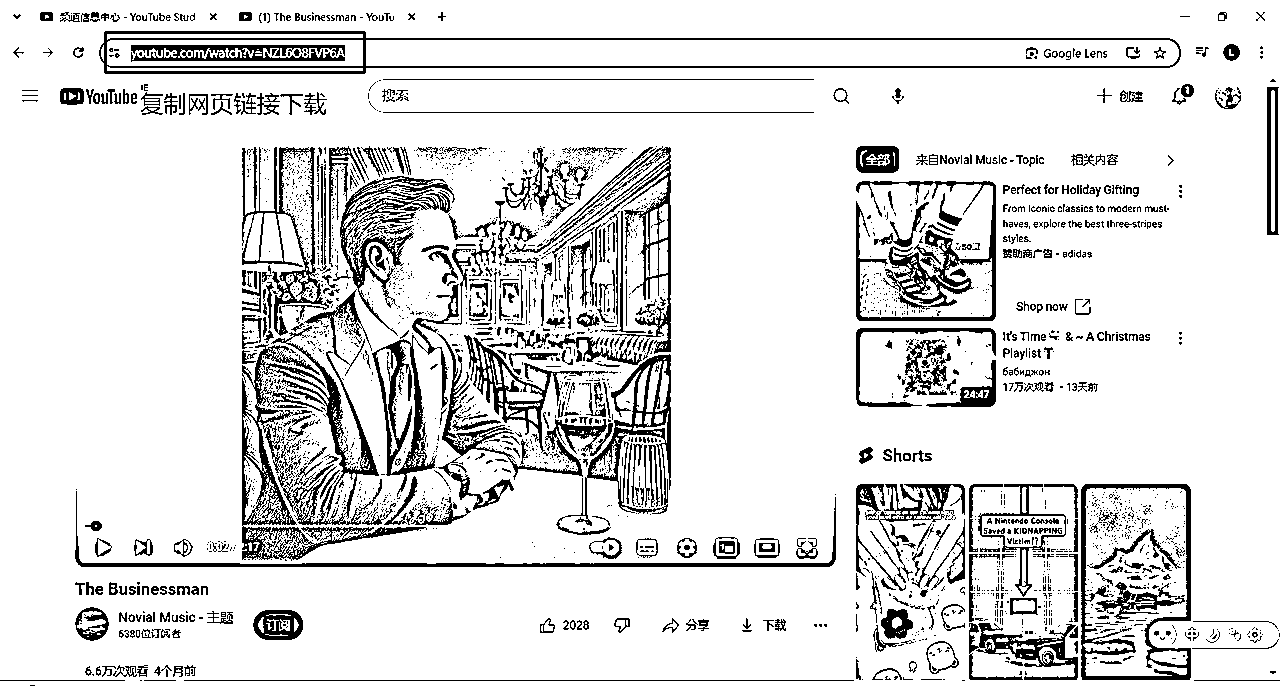 频道信息中心 - YouTube Stud
(1) The Businessman - YouTu
youtube.com/watch?v=NZL6O8FVP6A
Google Lens
YouTube
复制网页链接下载
搜索
创建
全部
来自Novial Music - Topic
相关内容
Perfect for Holiday Gifting
From iconic classics to modern must-
haves, explore the best three-stripes
styles.
赞助商广告 - adidas
Shop now
It's Time
& ~ A Christmas
Playlist
бабиджон
17万次观看 - 13天前
24:47
Shorts
A Nintendo Console
Saved a KIDNAPPING
Victim!?
The Businessman
Novial Music - 主题
6380位订阅者
订阅
2028
分享
下载
6.6万次观看 4个月前